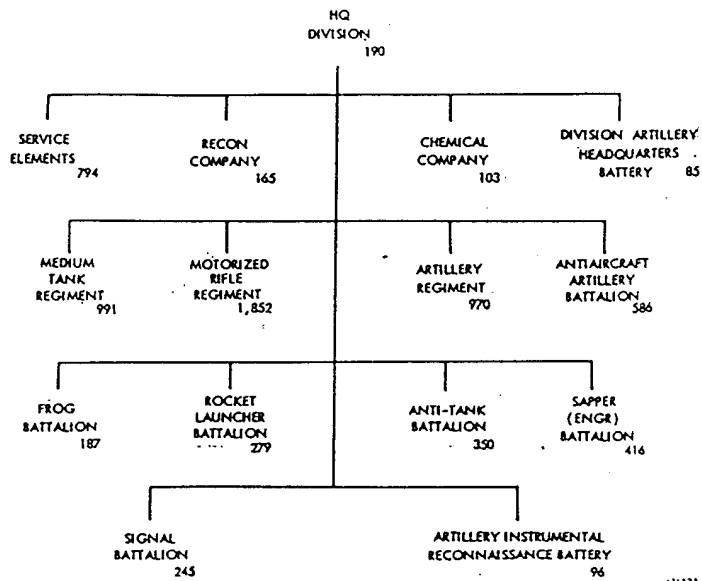 HQ
DIVISION
190
SERVICE
ELEMENTS
794
RECON
COMPANY
165
CHEMICAL
COMPANY
103
DIVISION ARTILLERY
HEADQUARTERS
BATTERY 85
MEDIUM
TANK
REGIMENT
991
MOTORIZED
RIFLE
REGIMENT
1,852
ARTILLERY
REGIMENT
970
ANTIAIRCRAFT
ARTILLERY
BATTALION
586
FROG
BATTALION
187
ROCKET
LAUNCHER
BATTALION
279
ANTI-TANK
BATTALION
350
SAPPER
(ENGR)
BATTALION
416
SIGNAL
BATTALION
245
ARTILLERY INSTRUMENTAL
RECONNAISSANCE BATTERY
96